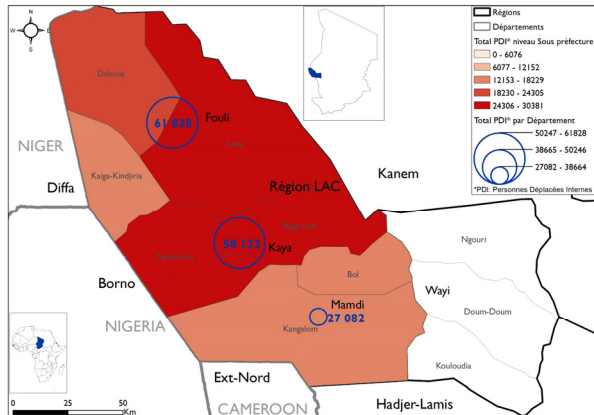 N
W
E
S
Régions
Départements
Total PDI* niveau Sous préfecture
0 - 6076
6077 - 12152
12153 - 18229
18230 - 24305
24306 - 30381
Total PDI* par Département
50247 - 61828
38665 - 50246
27082 - 38664
*PDI: Personnes Déplacées Internes
Daboua
61 828
Fouli
Liwa
NIGER
Kaiga-Kindjiria
Diffa
Kanem
Région LAC
Baga-Sola
Ngouboua
58 122
Kaya
Ngouri
Bol
Borno
Wayi
Mamdi
27 082
Doum-Doum
NIGERIA
Kangalom
Kouloudia
Ext-Nord
Hadjer-Lamis
CAMEROON
0
25
50
Km